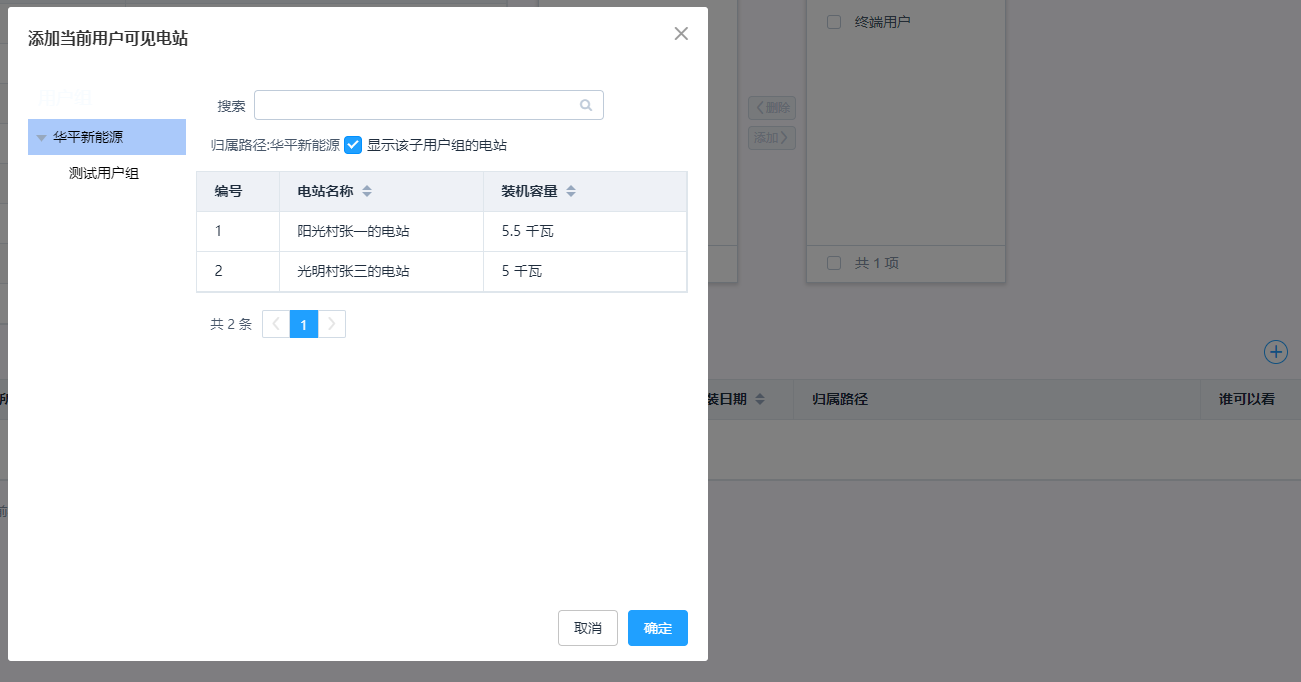 添加当前用户可见电站
搜索
华平新能源
测试用户组
归属路径:华平新能源 显示该子用户组的电站
编号 电站名称 装机容量
1 阳光村张一的电站 5.5 千瓦
2 光明村张三的电站 5 千瓦
共 2 条 1
取消 确定
终端用户
删除
添加
共 1 项
装日期 归属路径 谁可以看